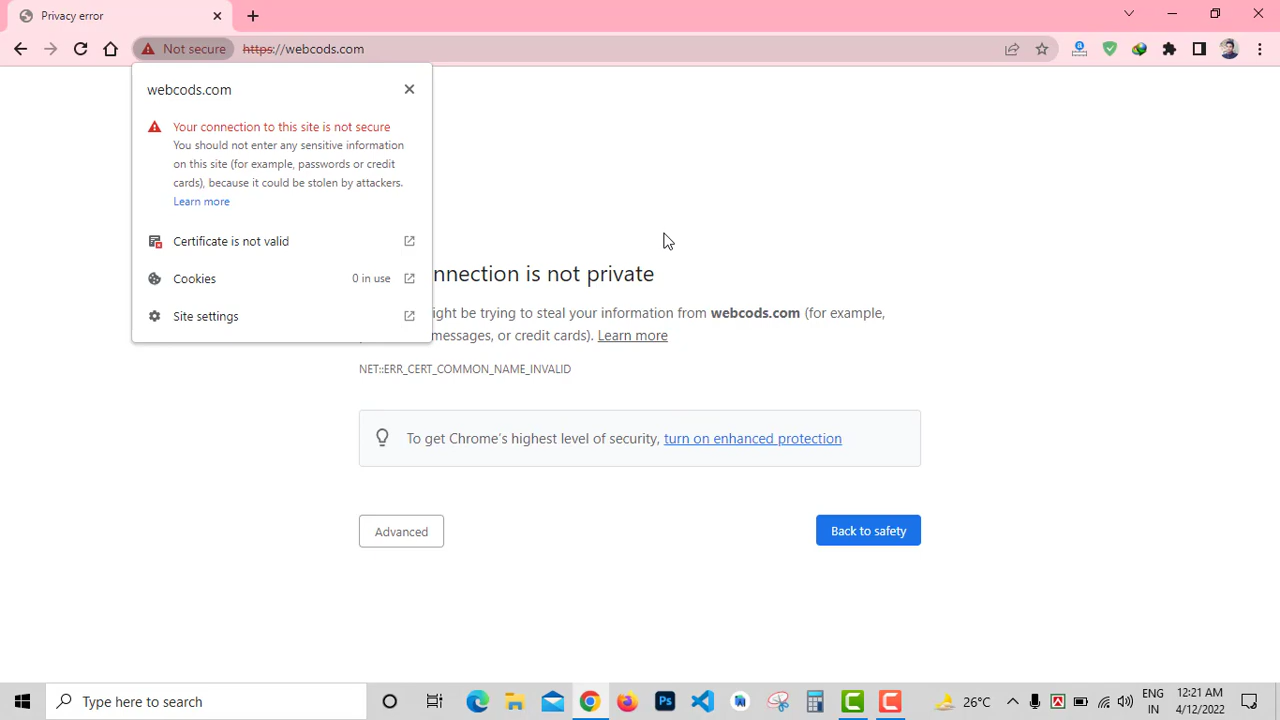 Privacy error
Not secure
https://webcods.com
webcods.com
Your connection to this site is not secure
You should not enter any sensitive information
on this site (for example, passwords or credit
cards), because it could be stolen by attackers.
Learn more
Certificate is not valid
Cookies
0 in use
Site settings
nnection is not private
ight be trying to steal your information from webcods.com (for example,
messages, or credit cards). Learn more
NET::ERR_CERT_COMMON_NAME_INVALID
To get Chrome's highest level of security, turn on enhanced protection
Advanced
Back to safety
Type here to search
Ps
26°C
ENG
IN
12:21 AM
4/12/2022